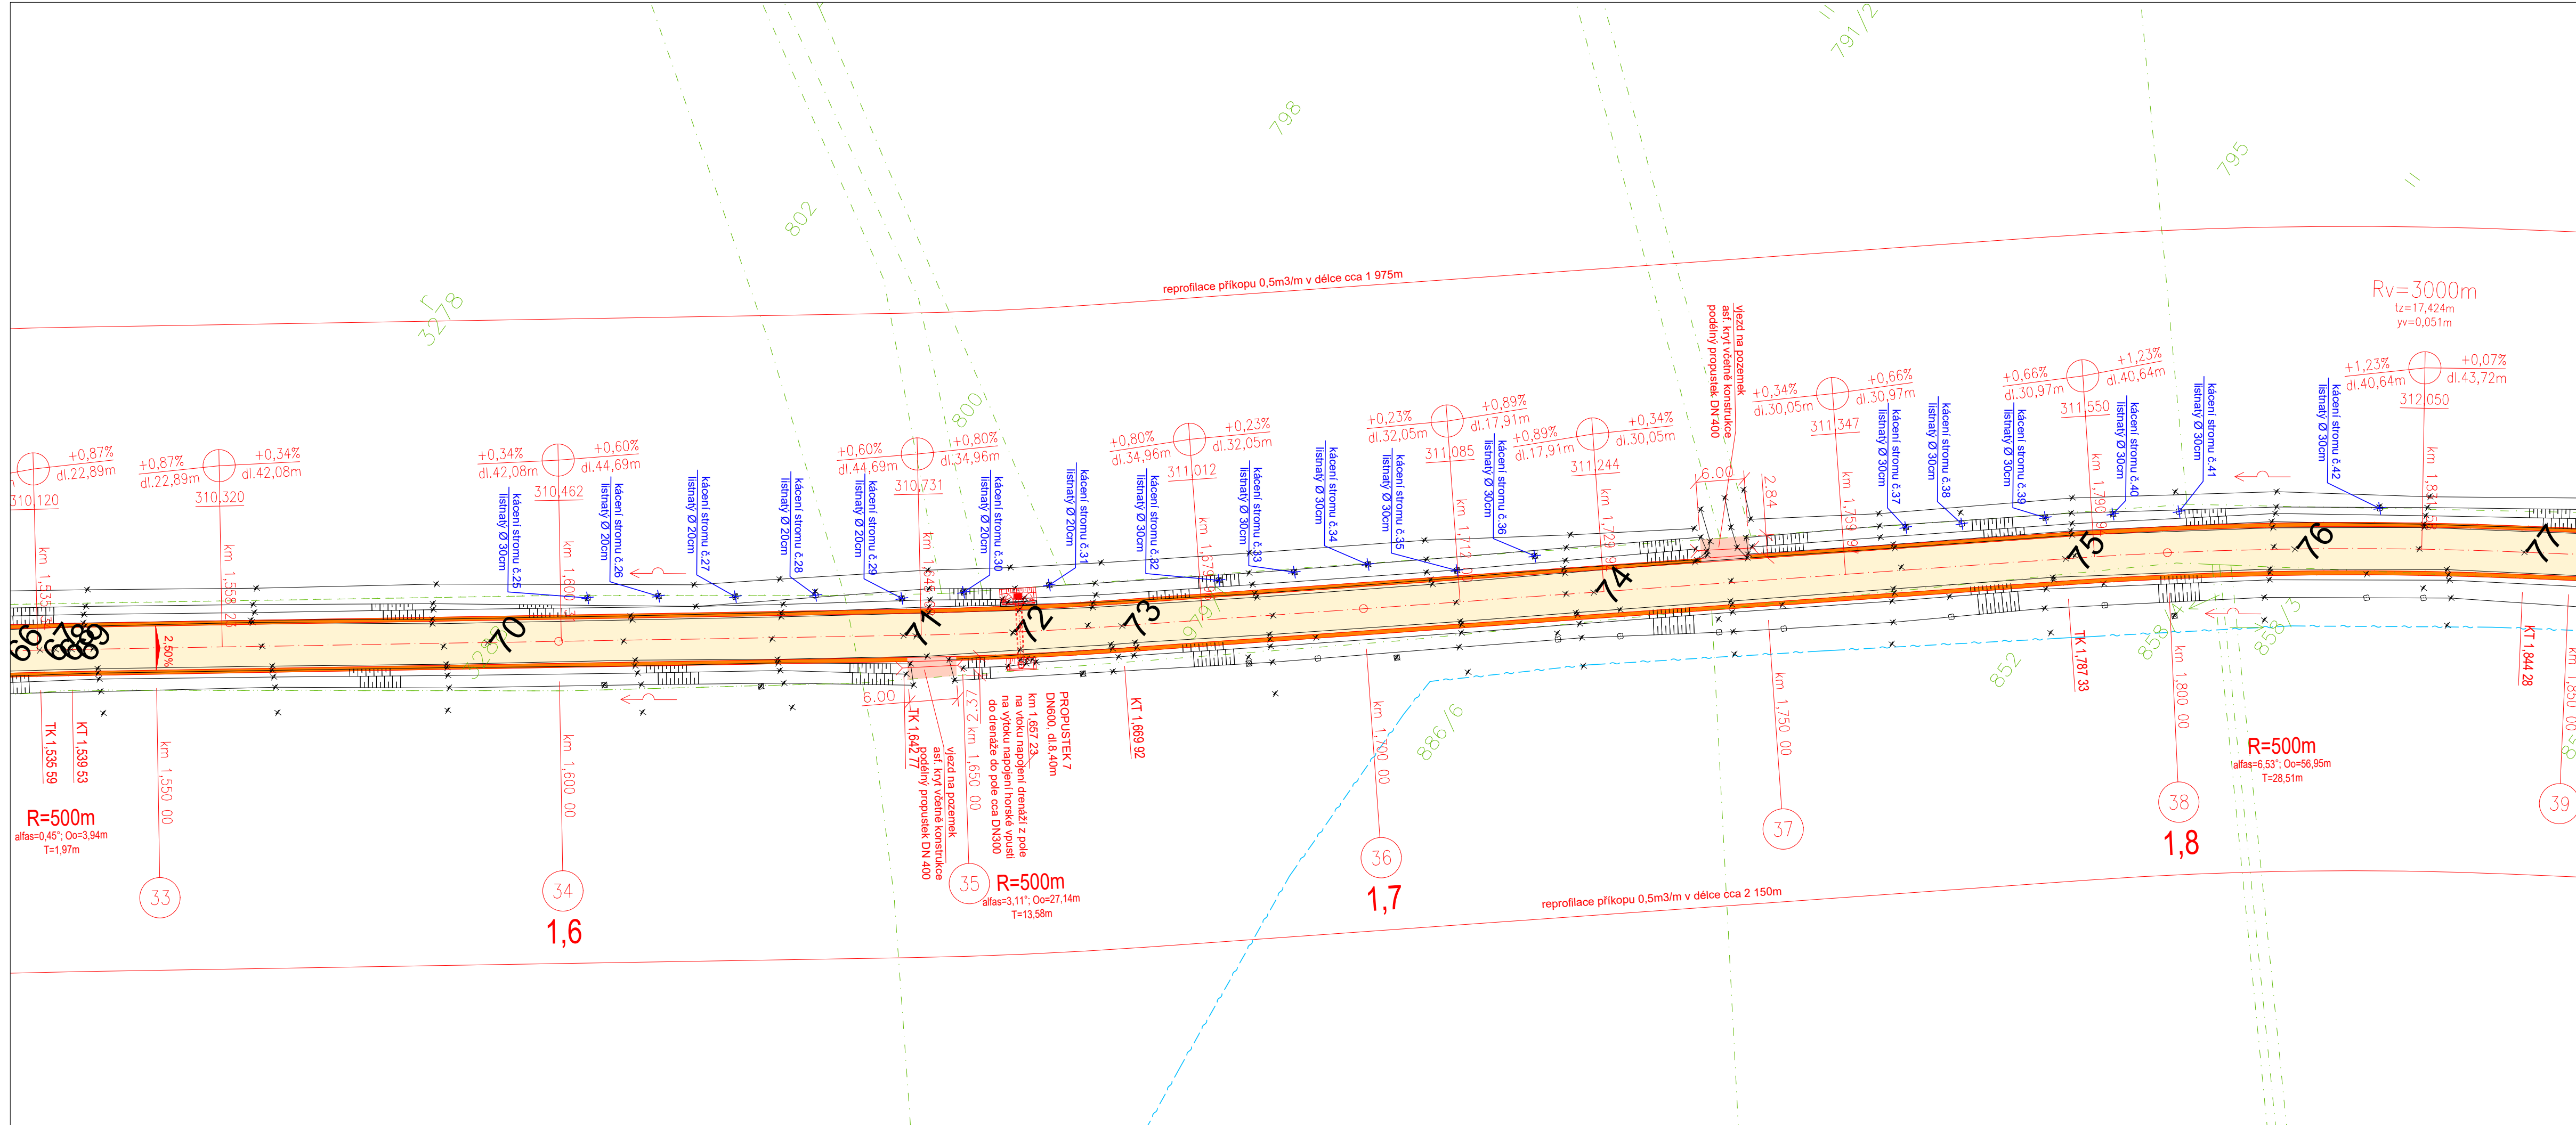 791/2
798
795
802
3278
r
800
reprofilace příkopu 0,5m3/m v délce cca 1 975m
Rv=3000m
tz=17,424m
yv=0,051m
+0,87%
dl.22,89m
310,120
+0,87%
dl.22,89m
+0,34%
dl.42,08m
310,320
+0,34%
dl.42,08m
+0,60%
dl.44,69m
310,462
+0,60%
dl.44,69m
+0,80%
dl.34,96m
310,731
+0,80%
dl.34,96m
+0,23%
dl.32,05m
311,012
+0,23%
dl.32,05m
+0,89%
dl.17,91m
311,085
+0,89%
dl.17,91m
+0,34%
dl.30,05m
311,244
+0,34%
dl.30,05m
+0,66%
dl.30,97m
311,347
+0,66%
dl.30,97m
+1,23%
dl.40,64m
311,550
+1,23%
dl.40,64m
+0,07%
dl.43,72m
312,050
vjezd na pozemek
asf. kryt včetně konstrukce
podélný propustek DN 400
6.00
2.84
kácení stromu č.25
listnatý Ø 30cm
kácení stromu č.26
listnatý Ø 20cm
kácení stromu č.27
listnatý Ø 20cm
kácení stromu č.28
listnatý Ø 20cm
kácení stromu č.29
listnatý Ø 20cm
kácení stromu č.30
listnatý Ø 20cm
kácení stromu č.31
listnatý Ø 20cm
kácení stromu č.32
listnatý Ø 30cm
kácení stromu č.33
listnatý Ø 30cm
kácení stromu č.34
listnatý Ø 30cm
kácení stromu č.35
listnatý Ø 30cm
kácení stromu č.36
listnatý Ø 30cm
kácení stromu č.37
listnatý Ø 30cm
kácení stromu č.38
listnatý Ø 30cm
kácení stromu č.39
listnatý Ø 30cm
kácení stromu č.40
listnatý Ø 30cm
kácení stromu č.41
listnatý Ø 30cm
kácení stromu č.42
listnatý Ø 30cm
66
67
68
69
70
71
72
73
74
75
76
77
2,50%
TK 1,535 59
KT 1,539 53
km 1,550 00
km 1,600 00
6.00
TK 1,642 77
vjezd na pozemek
asf. kryt včetně konstrukce
podélný propustek DN 400
2.37
km 1,650 00
PROPUSTEK 7
DN600, dl.8,40m
km 1,657 23
na vtoku napojení drenáží z pole
na výtoku napojení horské vpusti
do drenáže do pole cca DN300
KT 1,669 92
km 1,700 00
886/6
km 1,750 00
852
TK 1,787 33
km 1,800 00
858/3
KT 1,844 28
km 1,850 00
R=500m
alfas=0,45°; Oo=3,94m
T=1,97m
R=500m
alfas=3,11°; Oo=27,14m
T=13,58m
R=500m
alfas=6,53°; Oo=56,95m
T=28,51m
33
34
35
36
37
38
39
1,6
1,7
1,8
reprofilace příkopu 0,5m3/m v délce cca 2 150m